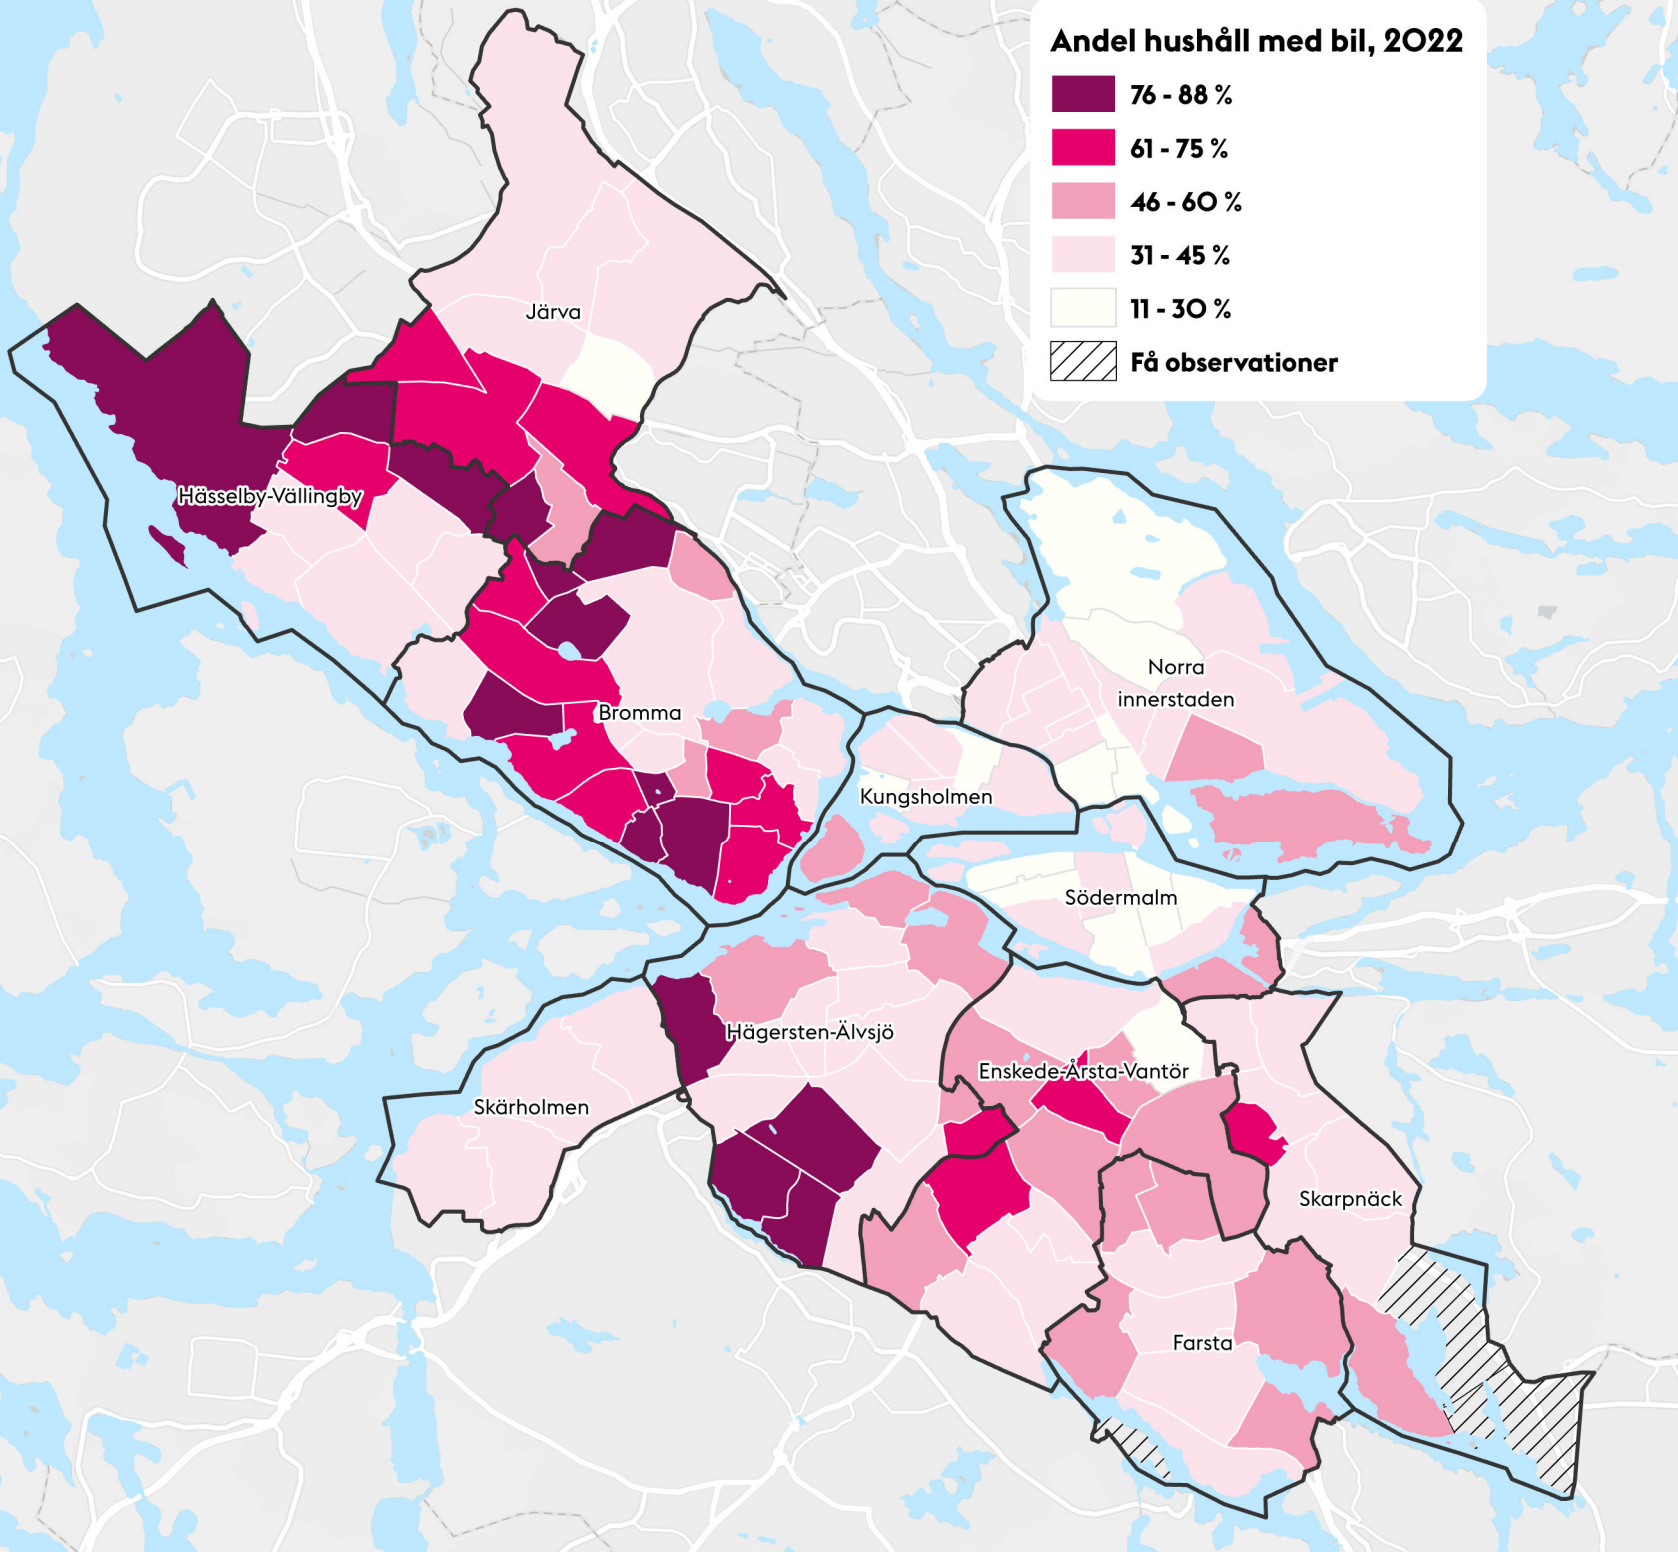 Andel hushåll med bil, 2022
76 - 88 %
61 - 75 %
46 - 60 %
31 - 45 %
11 - 30 %
Få observationer
Järva
Hässelby-Vällingby
Norra
innerstaden
Bromma
Kungsholmen
Södermalm
Hägersten-Älvsjö
Enskede-Årsta-Vantör
Skärholmen
Skarpnäck
Farsta